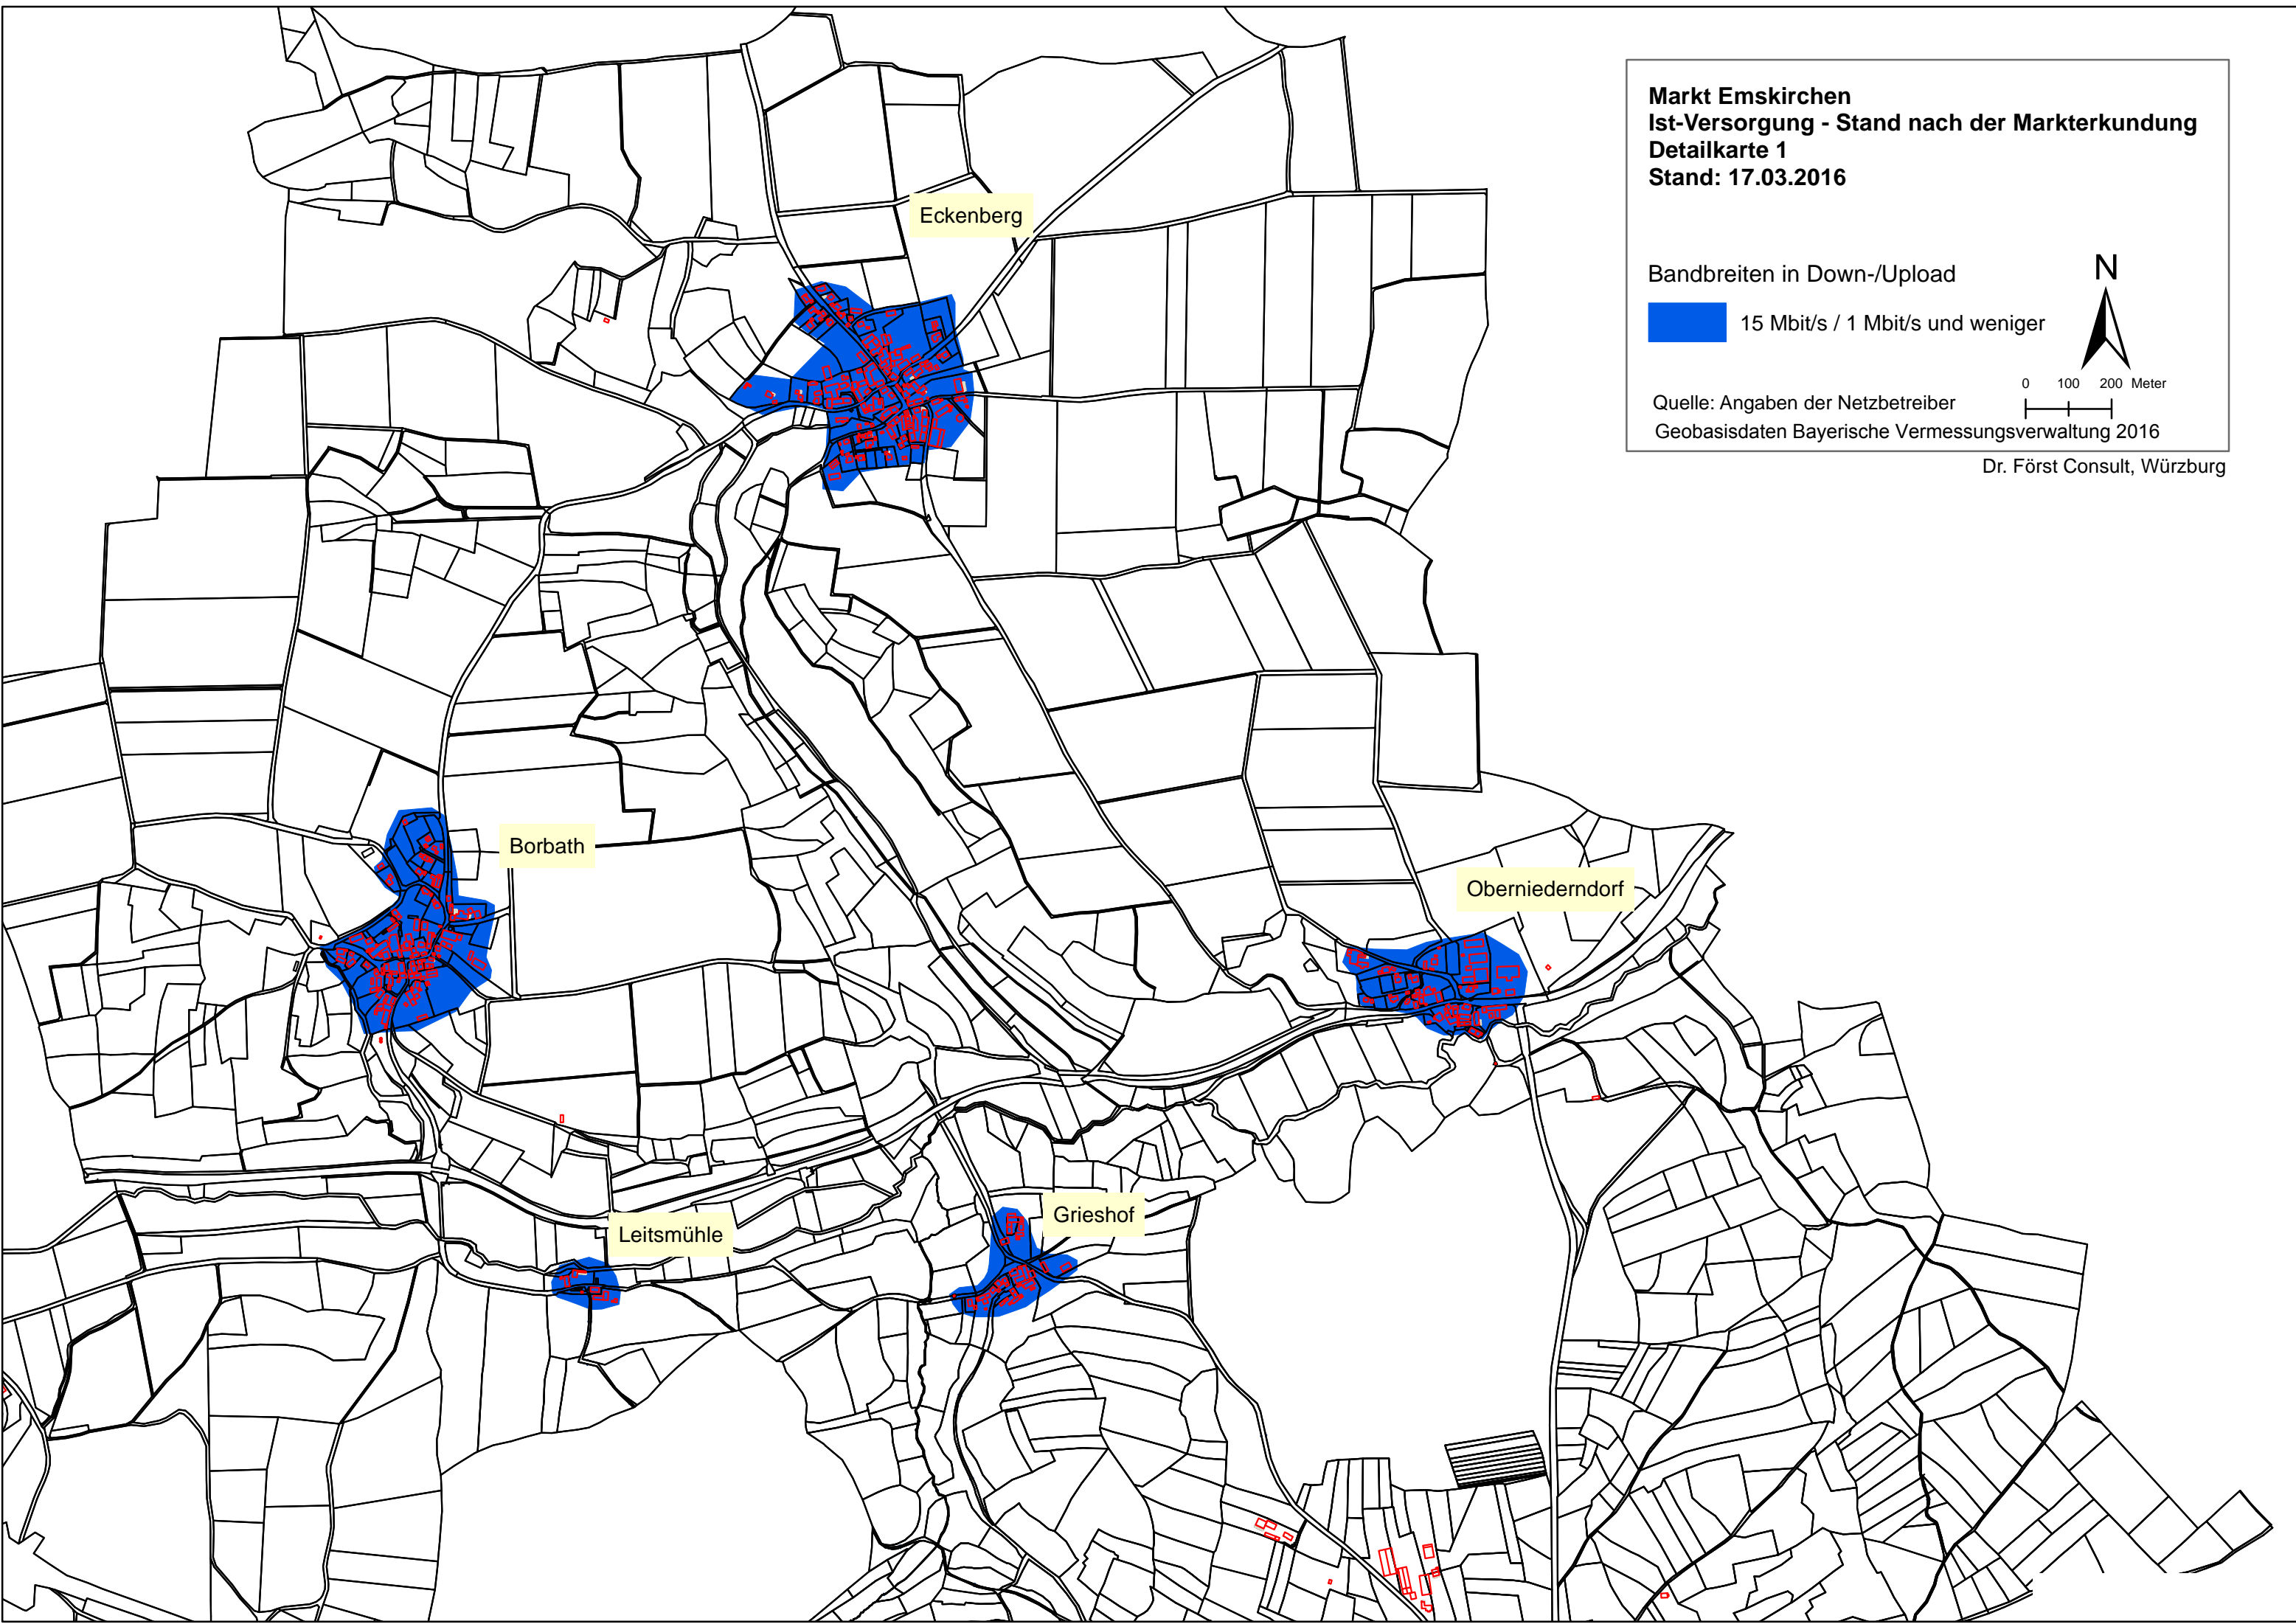 Markt Emskirchen
Ist-Versorgung - Stand nach der Markterkundung
Detailkarte 1
Stand: 17.03.2016
Bandbreiten in Down-/Upload
15 Mbit/s / 1 Mbit/s und weniger
N
0 100 200 Meter
Quelle: Angaben der Netzbetreiber
Geobasisdaten Bayerische Vermessungsverwaltung 2016
Dr. Först Consult, Würzburg
Eckenberg
Borbath
Oberniederndorf
Grieshof
Leitsmühle